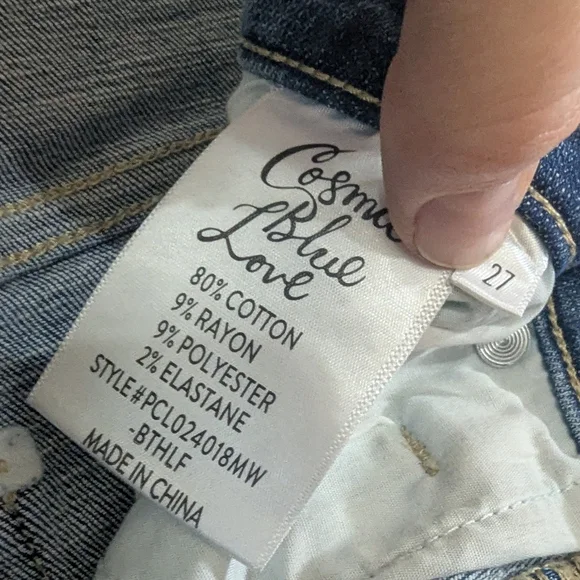 Cosmic
Blue
Love
80% COTTON
9% RAYON
9% POLYESTER
2% ELASTANE
STYLE#PCL024018MW
-BTHLF
MADE IN CHINA
27